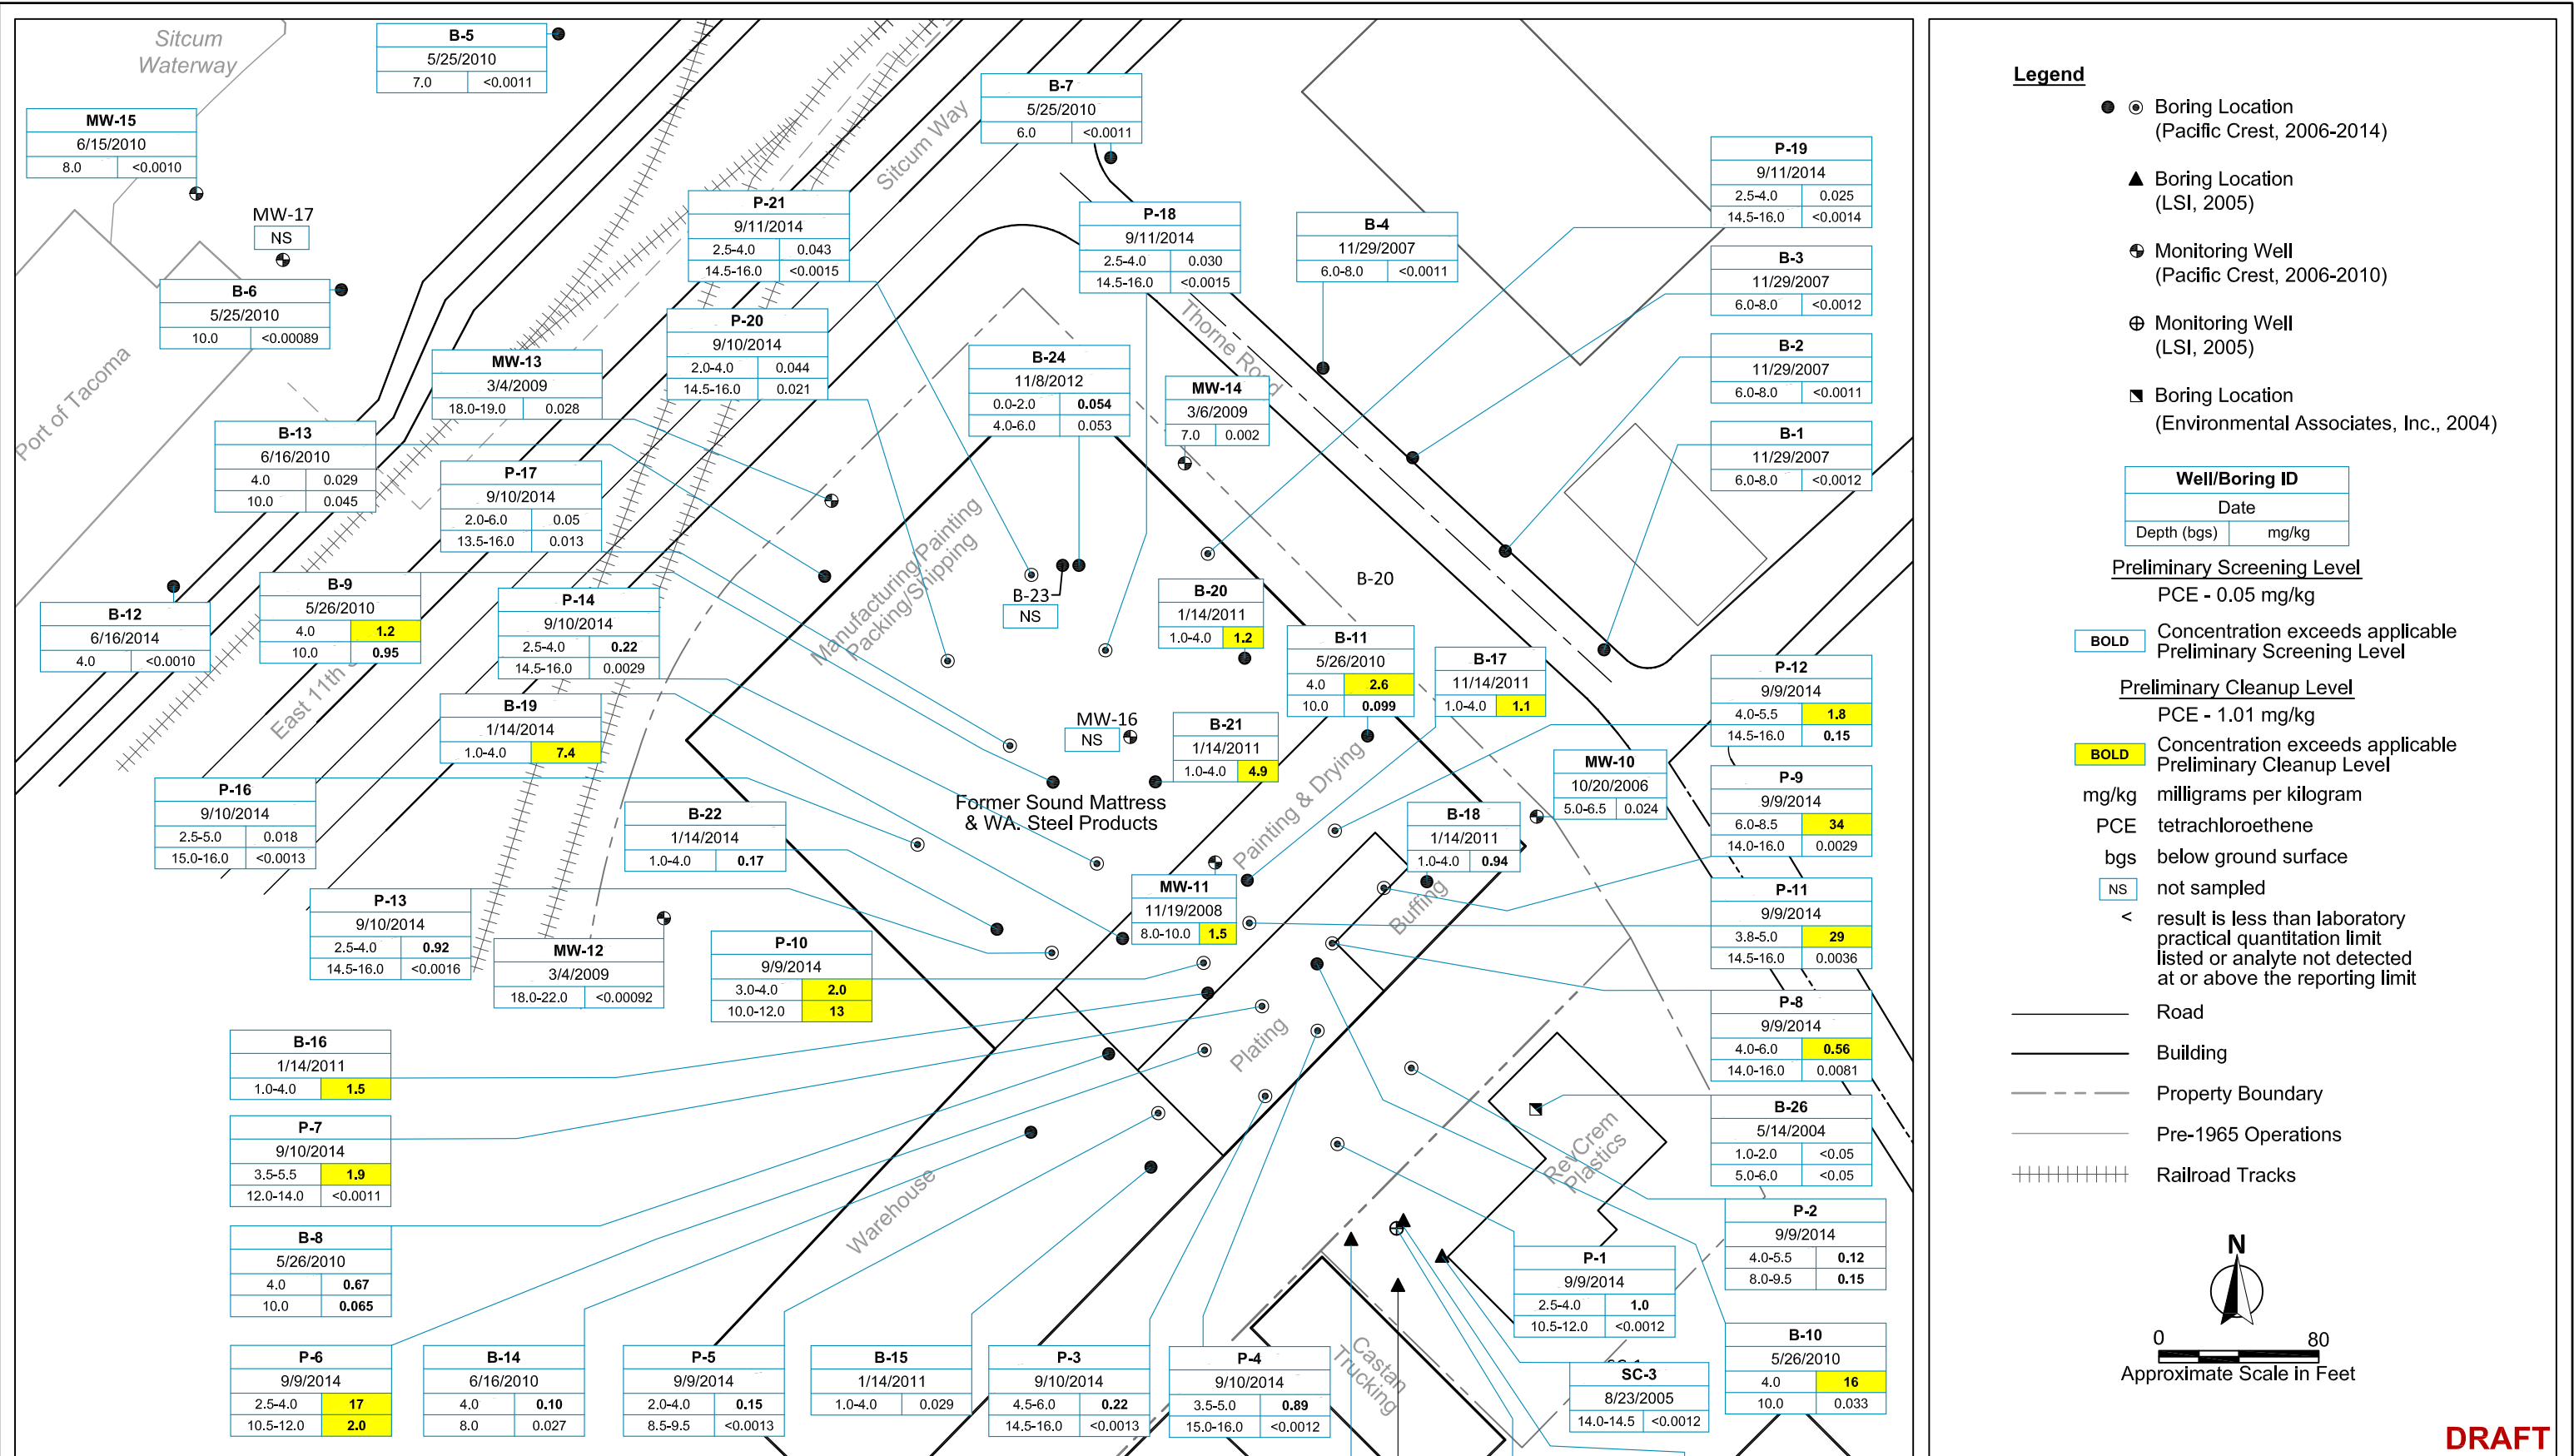 Sitcum
Waterway
B-5
5/25/2010
7.0 <0.0011
MW-15
6/15/2010
8.0 <0.0010
MW-17
NS
B-6
5/25/2010
10.0 <0.00089
Port of Tacoma
Sitcum Way
B-7
5/25/2010
6.0 <0.0011
P-21
9/11/2014
2.5-4.0 0.043
14.5-16.0 <0.0015
P-18
9/11/2014
2.5-4.0 0.030
14.5-16.0 <0.0015
B-4
11/29/2007
6.0-8.0 <0.0011
P-19
9/11/2014
2.5-4.0 0.025
14.5-16.0 <0.0014
B-3
11/29/2007
6.0-8.0 <0.0012
B-2
11/29/2007
6.0-8.0 <0.0011
B-1
11/29/2007
6.0-8.0 <0.0012
Thorne Road
P-20
9/10/2014
2.0-4.0 0.044
14.5-16.0 0.021
B-24
11/8/2012
0.0-2.0 0.054
4.0-6.0 0.053
MW-14
3/6/2009
7.0 0.002
MW-13
3/4/2009
18.0-19.0 0.028
B-13
6/16/2010
4.0 0.029
10.0 0.045
P-17
9/10/2014
2.0-6.0 0.05
13.5-16.0 0.013
B-12
6/16/2014
4.0 <0.0010
B-9
5/26/2010
4.0 1.2
10.0 0.95
East 11th
P-14
9/10/2014
2.5-4.0 0.22
14.5-16.0 0.0029
Manufacturing/Painting
Packing/Shipping
B-23
NS
B-20
1/14/2011
1.0-4.0 1.2
B-20
B-11
5/26/2010
4.0 2.6
10.0 0.099
B-17
11/14/2011
1.0-4.0 1.1
B-19
1/14/2014
1.0-4.0 7.4
MW-16
NS
B-21
1/14/2011
1.0-4.0 4.9
P-12
9/9/2014
4.0-5.5 1.8
14.5-16.0 0.15
MW-10
10/20/2006
5.0-6.5 0.024
P-9
9/9/2014
6.0-8.5 34
14.0-16.0 0.0029
P-16
9/10/2014
2.5-5.0 0.018
15.0-16.0 <0.0013
B-22
1/14/2014
1.0-4.0 0.17
Former Sound Mattress
& WA. Steel Products
Painting & Drying
B-18
1/14/2011
1.0-4.0 0.94
Buffing
P-13
9/10/2014
2.5-4.0 0.92
14.5-16.0 <0.0016
MW-12
3/4/2009
18.0-22.0 <0.00092
P-10
9/9/2014
3.0-4.0 2.0
10.0-12.0 13
MW-11
11/19/2008
8.0-10.0 1.5
P-11
9/9/2014
3.8-5.0 29
14.5-16.0 0.0036
P-8
9/9/2014
4.0-6.0 0.56
14.0-16.0 0.0081
Plating
B-16
1/14/2011
1.0-4.0 1.5
P-7
9/10/2014
3.5-5.5 1.9
12.0-14.0 <0.0011
B-8
5/26/2010
4.0 0.67
10.0 0.065
Warehouse
RevCrem
Plastics
B-26
5/14/2004
1.0-2.0 <0.05
5.0-6.0 <0.05
P-2
9/9/2014
4.0-5.5 0.12
8.0-9.5 0.15
P-1
9/9/2014
2.5-4.0 1.0
10.5-12.0 <0.0012
P-6
9/9/2014
2.5-4.0 17
10.5-12.0 2.0
B-14
6/16/2010
4.0 0.10
8.0 0.027
P-5
9/9/2014
2.0-4.0 0.15
8.5-9.5 <0.0013
B-15
1/14/2011
1.0-4.0 0.029
P-3
9/10/2014
4.5-6.0 0.22
14.5-16.0 <0.0013
P-4
9/10/2014
3.5-5.0 0.89
15.0-16.0 <0.0012
Castan
Trucking
SC-3
8/23/2005
14.0-14.5 <0.0012
B-10
5/26/2010
4.0 16
10.0 0.033
Legend
Boring Location
(Pacific Crest, 2006-2014)
Boring Location
(LSI, 2005)
Monitoring Well
(Pacific Crest, 2006-2010)
Monitoring Well
(LSI, 2005)
Boring Location
(Environmental Associates, Inc., 2004)
Well/Boring ID
Date
Depth (bgs) mg/kg
Preliminary Screening Level
PCE - 0.05 mg/kg
BOLD Concentration exceeds applicable
Preliminary Screening Level
Preliminary Cleanup Level
PCE - 1.01 mg/kg
BOLD Concentration exceeds applicable
Preliminary Cleanup Level
mg/kg milligrams per kilogram
PCE tetrachloroethene
bgs below ground surface
NS not sampled
< result is less than laboratory
practical quantitation limit
listed or analyte not detected
at or above the reporting limit
Road
Building
Property Boundary
Pre-1965 Operations
Railroad Tracks
N
0 80
Approximate Scale in Feet
DRAFT